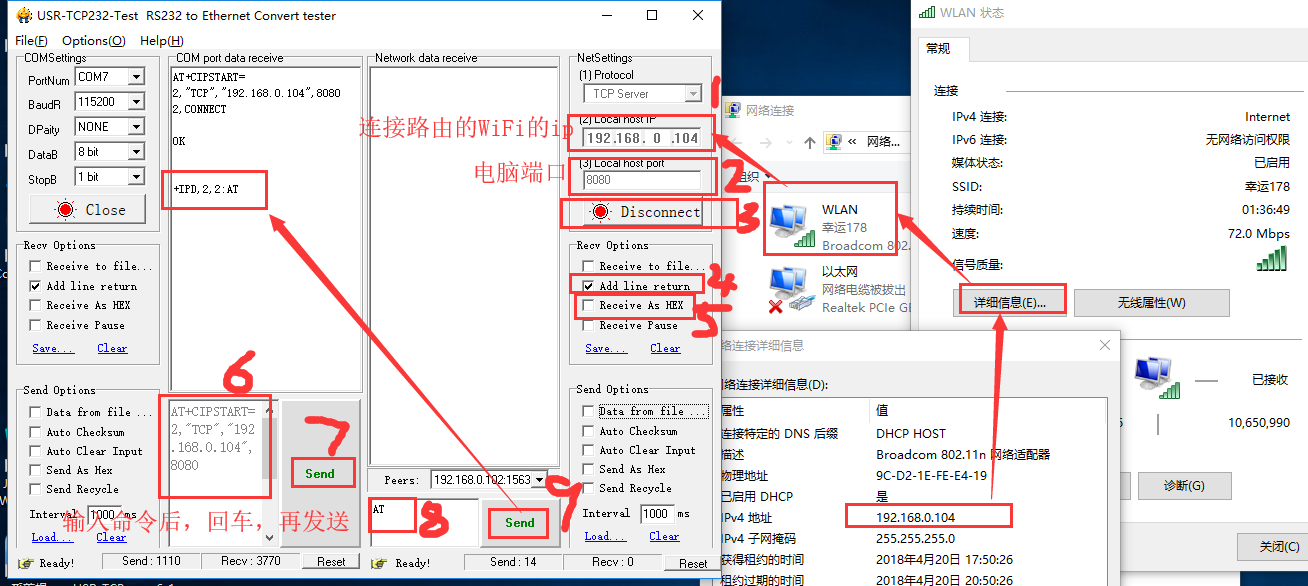 USR-TCP232-Test RS232 to Ethernet Convert tester
File(F) Options(O) Help(H)
COMSettings
PortNum COM7
BaudR 115200
DPaity NONE
DataB 8 bit
StopB 1 bit
Close
Recv Options
Receive to file...
Add line return
Receive As HEX
Receive Pause
Save... Clear
Send Options
Data from file ...
Auto Checksum
Auto Clear Input
Send As Hex
Send Recycle
Interval 1000 ms
Load... Clear
COM port data receive
AT+CIPSTART=
2,"TCP","192.168.0.104",8080
2,CONNECT
OK
+IPD,2,2:AT
6
AT+CIPSTART=
2,"TCP","192
.168.0.104",
8080
7
Send
输入命令后，回车，再发送
Ready!
Send : 1110
Recv : 3770
Reset
Network data receive
连接路由的WiFi的ip
电脑端口
Peers: 192.168.0.102:1563
AT
8
Send
9
Ready!
Send : 14
Recv : 0
Reset
NetSettings
(1) Protocol
TCP Server
1
(2) Local host IP
192.168. 0 .104
(3) Local host port
8080
2
Disconnect
3
Recv Options
Receive to file...
Add line return
4
Receive As HEX
5
Receive Pause
Save... Clear
Send Options
Data from file ...
Auto Checksum
Auto Clear Input
Send As Hex
Send Recycle
Interval 1000 ms
Load... Clear
网络连接
« 网络...
组织
WLAN
幸运178
Broadcom 802.
以太网
网络电缆被拔出
Realtek PCIe GI
WLAN 状态
常规
连接
IPv4 连接: Internet
IPv6 连接: 无网络访问权限
媒体状态: 已启用
SSID: 幸运178
持续时间: 01:36:49
速度: 72.0 Mbps
信号质量:
详细信息(E)...
无线属性(W)
已接收
10,650,990
诊断(G)
关闭(C)
络连接详细信息
络连接详细信息(D):
属性 值
连接特定的 DNS 后缀 DHCP HOST
描述 Broadcom 802.11n 网络适配器
物理地址 9C-D2-1E-FE-E4-19
已启用 DHCP 是
IPv4 地址 192.168.0.104
IPv4 子网掩码 255.255.255.0
获得租约的时间 2018年4月20日 17:50:26
租约过期的时间 2018年4月20日 20:50:26